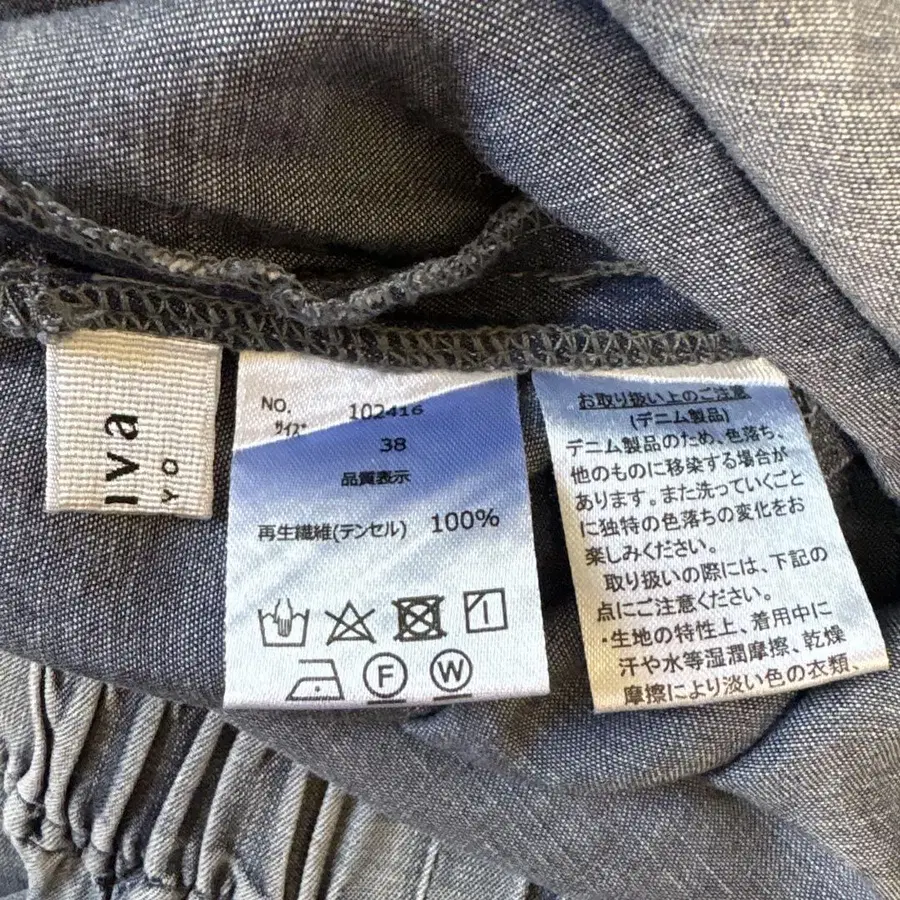 IVa
YO
NO. 102416
ｻｲｽﾞ 38
品質表示
再生繊維(テンセル) 100%
F W
お取り扱い上のご注意
(デニム製品)
デニム製品のため、色落ち、
他のものに移染する場合が
あります。また洗っていくごと
に独特の色落ちの変化をお
楽しみください。
取り扱いの際には、下記の
点にご注意ください。
・生地の特性上、着用中に
汗や水等湿潤摩擦、乾燥
摩擦により淡い色の衣類、